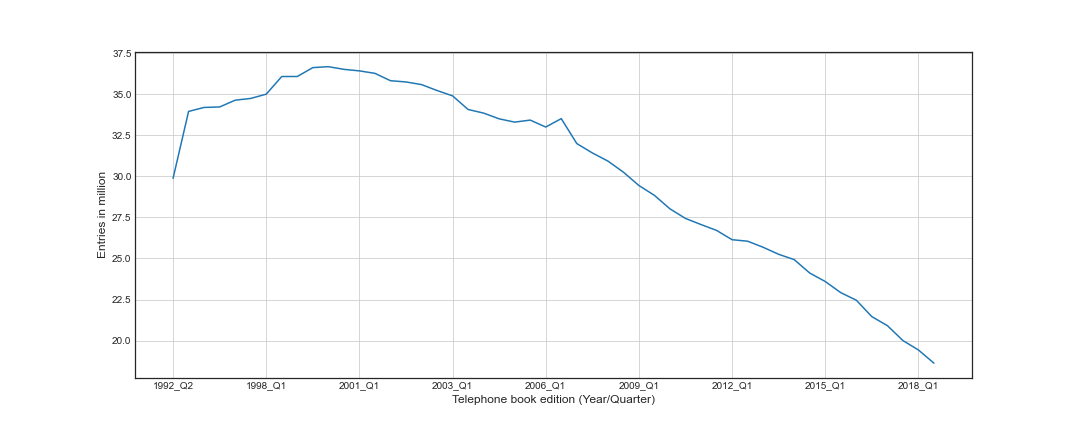 37.5
35.0
32.5
30.0
27.5
25.0
22.5
20.0
Entries in million
1992_Q2 1998_Q1 2001_Q1 2003_Q1 2006_Q1 2009_Q1 2012_Q1 2015_Q1 2018_Q1
Telephone book edition (Year/Quarter)